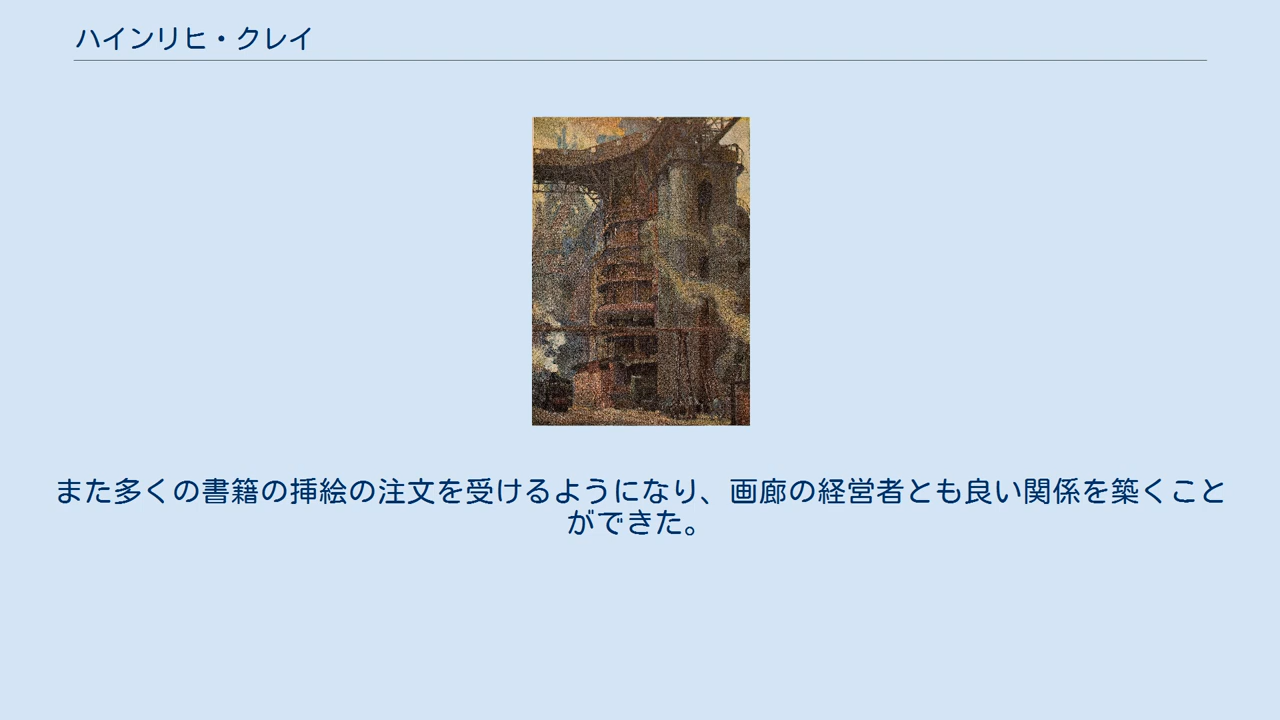 ハインリヒ・クレイ
また多くの書籍の挿絵の注文を受けるようになり、画廊の経営者とも良い関係を築くこと
ができた。